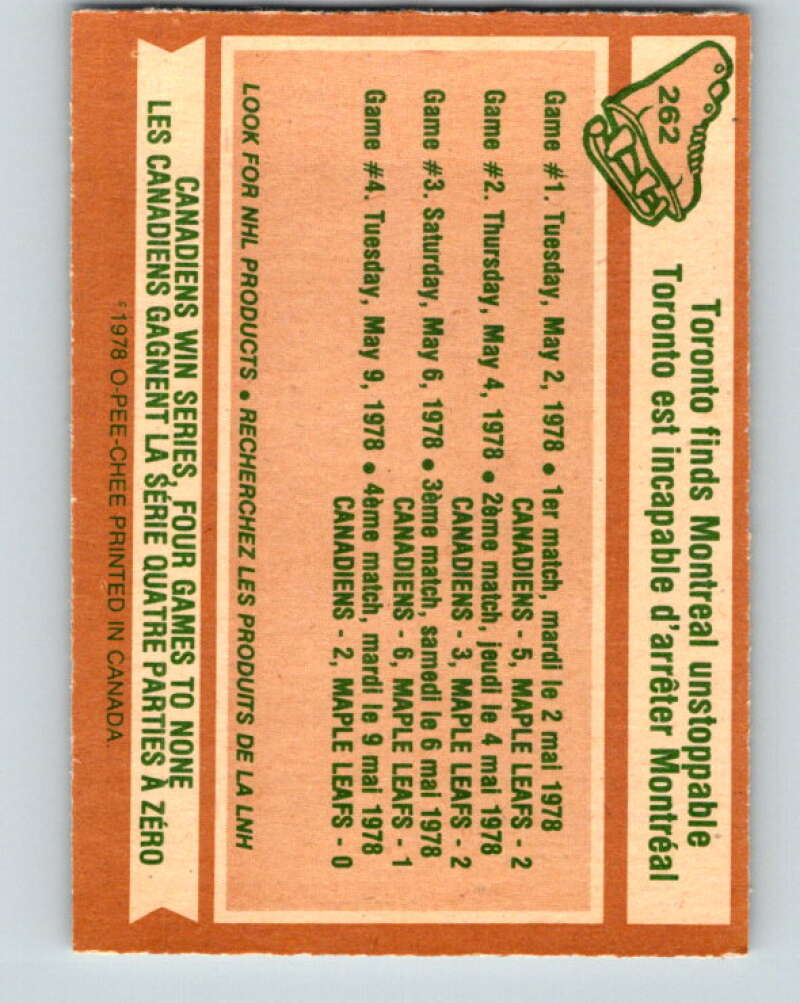 262
Toronto finds Montreal unstoppable
Toronto est incapable d'arrêter Montréal
Game #1. Tuesday, May 2, 1978 • 1er match, mardi le 2 mai 1978
CANADIENS - 5, MAPLE LEAFS - 2
Game #2. Thursday, May 4, 1978 • 2ème match, jeudi le 4 mai 1978
CANADIENS - 3, MAPLE LEAFS - 2
Game #3. Saturday, May 6, 1978 • 3ème match, samedi le 6 mai 1978
CANADIENS - 6, MAPLE LEAFS - 1
Game #4. Tuesday, May 9, 1978 • 4ème match, mardi le 9 mai 1978
CANADIENS - 2, MAPLE LEAFS - 0
LOOK FOR NHL PRODUCTS • RECHERCHEZ LES PRODUITS DE LA LNH
CANADIENS WIN SERIES, FOUR GAMES TO NONE
LES CANADIENS GAGNENT LA SÉRIE QUATRE PARTIES À ZÉRO
©1978 O-PEE-CHEE PRINTED IN CANADA.